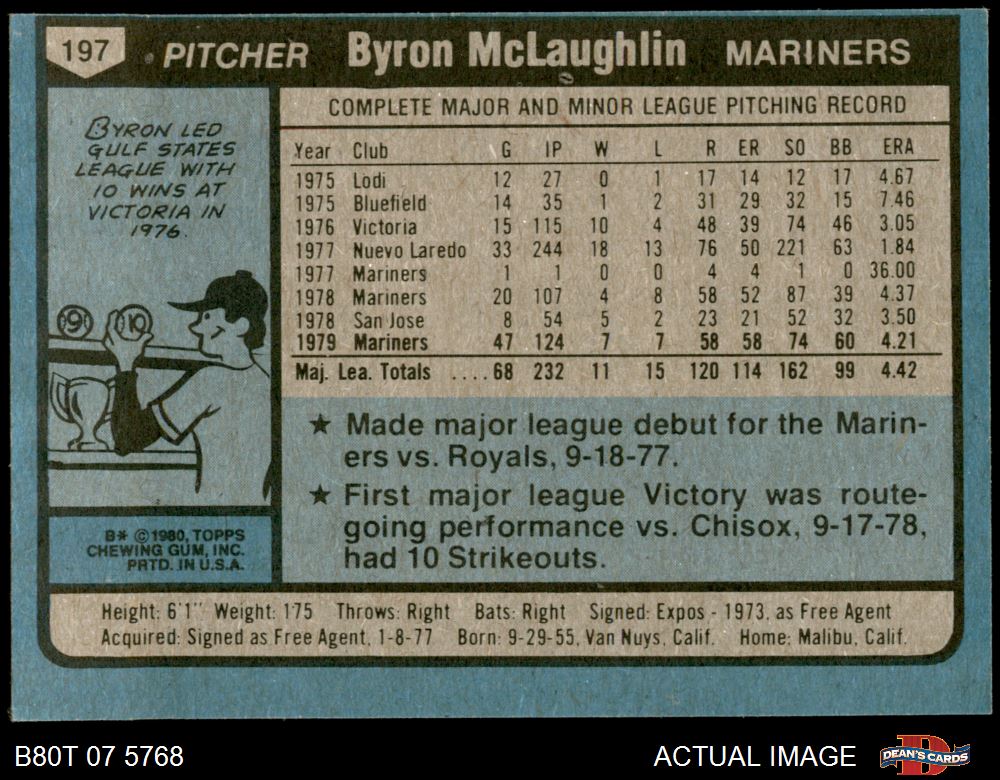 197 PITCHER Byron McLaughlin MARINERS
BYRON LED
GULF STATES
LEAGUE WITH
10 WINS AT
VICTORIA IN
1976.
9 10
B* ©1980, TOPPS
CHEWING GUM, INC.
PRTD. IN U.S.A.
COMPLETE MAJOR AND MINOR LEAGUE PITCHING RECORD
Year Club G IP W L R ER SO BB ERA
1975 Lodi 12 27 0 1 17 14 12 17 4.67
1975 Bluefield 14 35 1 2 31 29 32 15 7.46
1976 Victoria 15 115 10 4 48 39 74 46 3.05
1977 Nuevo Laredo 33 244 18 13 76 50 221 63 1.84
1977 Mariners 1 1 0 0 4 4 1 0 36.00
1978 Mariners 20 107 4 8 58 52 87 39 4.37
1978 San Jose 8 54 5 2 23 21 52 32 3.50
1979 Mariners 47 124 7 7 58 58 74 60 4.21
Maj. Lea. Totals ....68 232 11 15 120 114 162 99 4.42
★ Made major league debut for the Marin-
ers vs. Royals, 9-18-77.
★ First major league Victory was route-
going performance vs. Chisox, 9-17-78,
had 10 Strikeouts.
Height: 6'1" Weight: 175 Throws: Right Bats: Right Signed: Expos - 1973, as Free Agent
Acquired: Signed as Free Agent, 1-8-77 Born: 9-29-55, Van Nuys, Calif. Home: Malibu, Calif.
B80T 07 5768 ACTUAL IMAGE DEAN'S CARDS